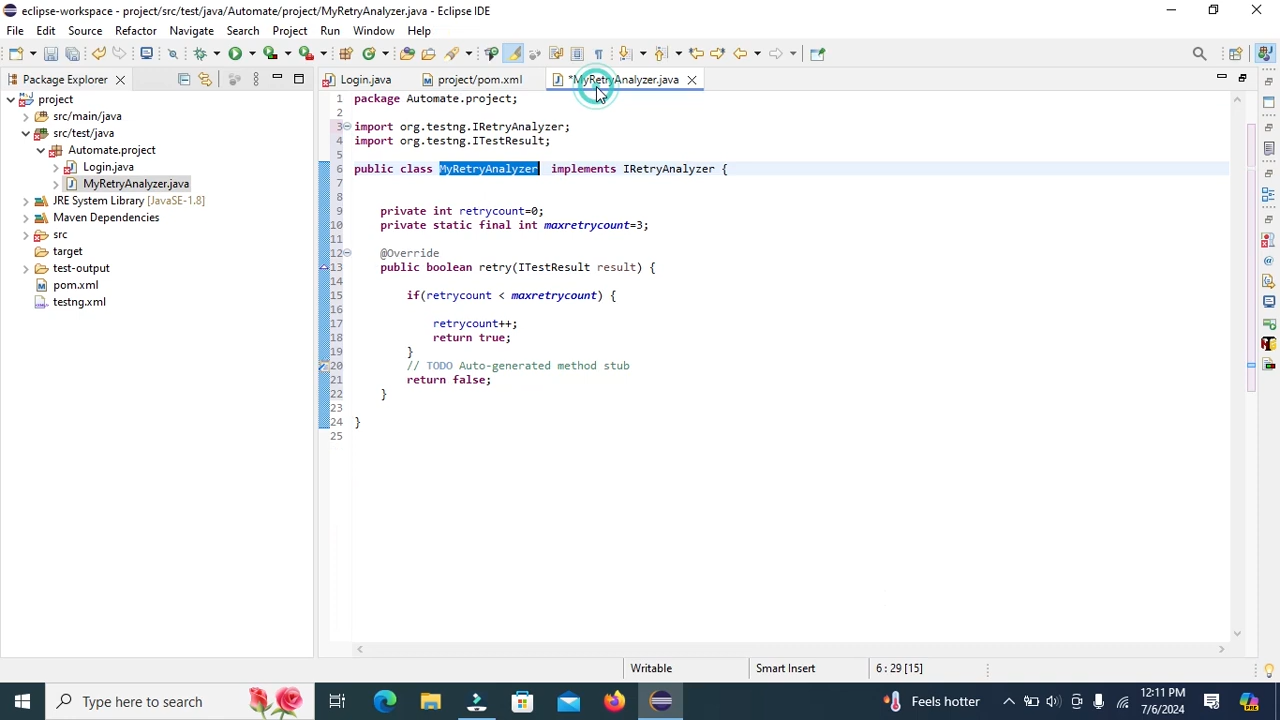 eclipse-workspace - project/src/test/java/Automate/project/MyRetryAnalyzer.java - Eclipse IDE
File Edit Source Refactor Navigate Search Project Run Window Help
Package Explorer
Login.java project/pom.xml *MyRetryAnalyzer.java
project
src/main/java
src/test/java
Automate.project
Login.java
MyRetryAnalyzer.java
JRE System Library [JavaSE-1.8]
Maven Dependencies
src
target
test-output
pom.xml
testng.xml
1 package Automate.project;
2
3 import org.testng.IRetryAnalyzer;
4 import org.testng.ITestResult;
5
6 public class MyRetryAnalyzer implements IRetryAnalyzer {
7
8
9 private int retrycount=0;
10 private static final int maxretrycount=3;
11
12 @Override
13 public boolean retry(ITestResult result) {
14
15 if(retrycount < maxretrycount) {
16
17 retrycount++;
18 return true;
19 }
20 // TODO Auto-generated method stub
21 return false;
22 }
23
24 }
25
Writable Smart Insert 6 : 29 [15]
Type here to search
Feels hotter
12:11 PM
7/6/2024